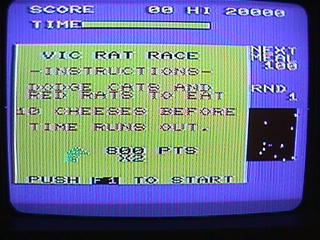 SCORE 00 HI 20000
TIME
VIC RAT RACE
-INSTRUCTIONS-
DODGE CATS AND
RED RATS TO EAT
10 CHEESES BEFORE
TIME RUNS OUT.
800 PTS
X2
PUSH F1 TO START
NEXT
MEAL
100
RND
1